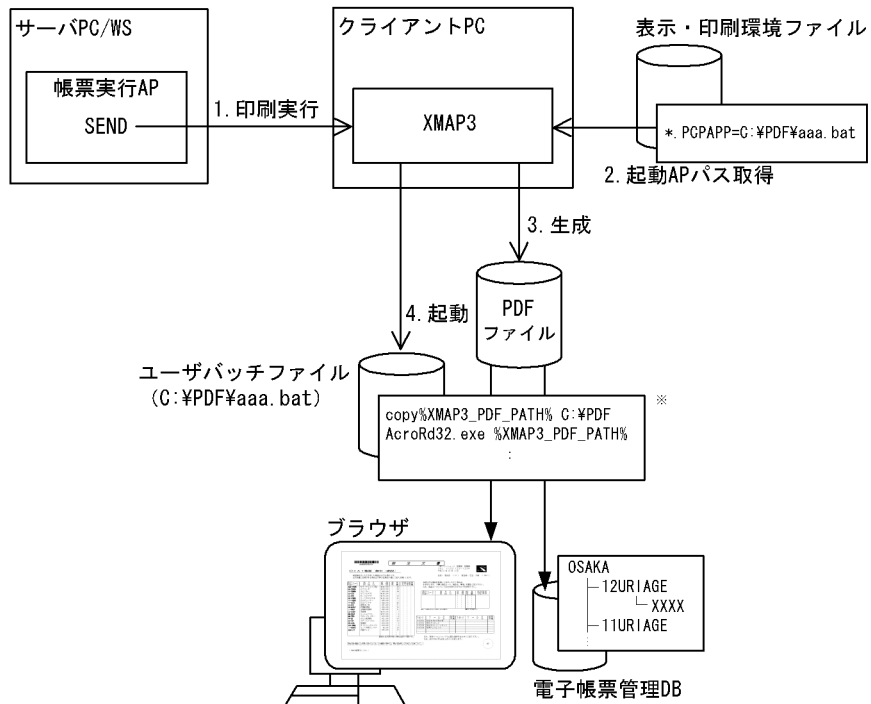 サーバPC/WS
帳票実行AP
SEND
1.印刷実行
クライアントPC
XMAP3
表示・印刷環境ファイル
*.PCPAPP=C:¥PDF¥aaa.bat
2.起動APパス取得
3.生成
PDF
ファイル
4.起動
ユーザバッチファイル
(C:¥PDF¥aaa.bat)
copy%XMAP3_PDF_PATH% C:¥PDF
AcroRd32.exe %XMAP3_PDF_PATH%
:
※
ブラウザ
OSAKA
12URIAGE
XXXX
11URIAGE
:
電子帳票管理DB